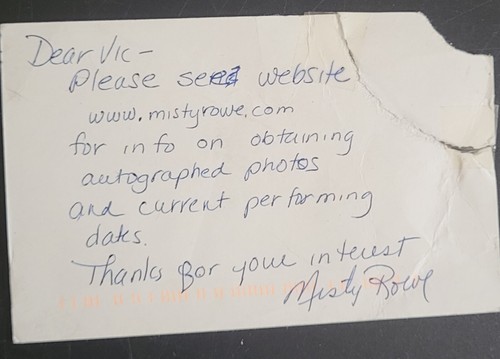 Dear Vic-
Please see website
www.mistyrowe.com
for info on obtaining
autographed photos
and current performing
dates.
Thanks for your interest
Misty Rowe